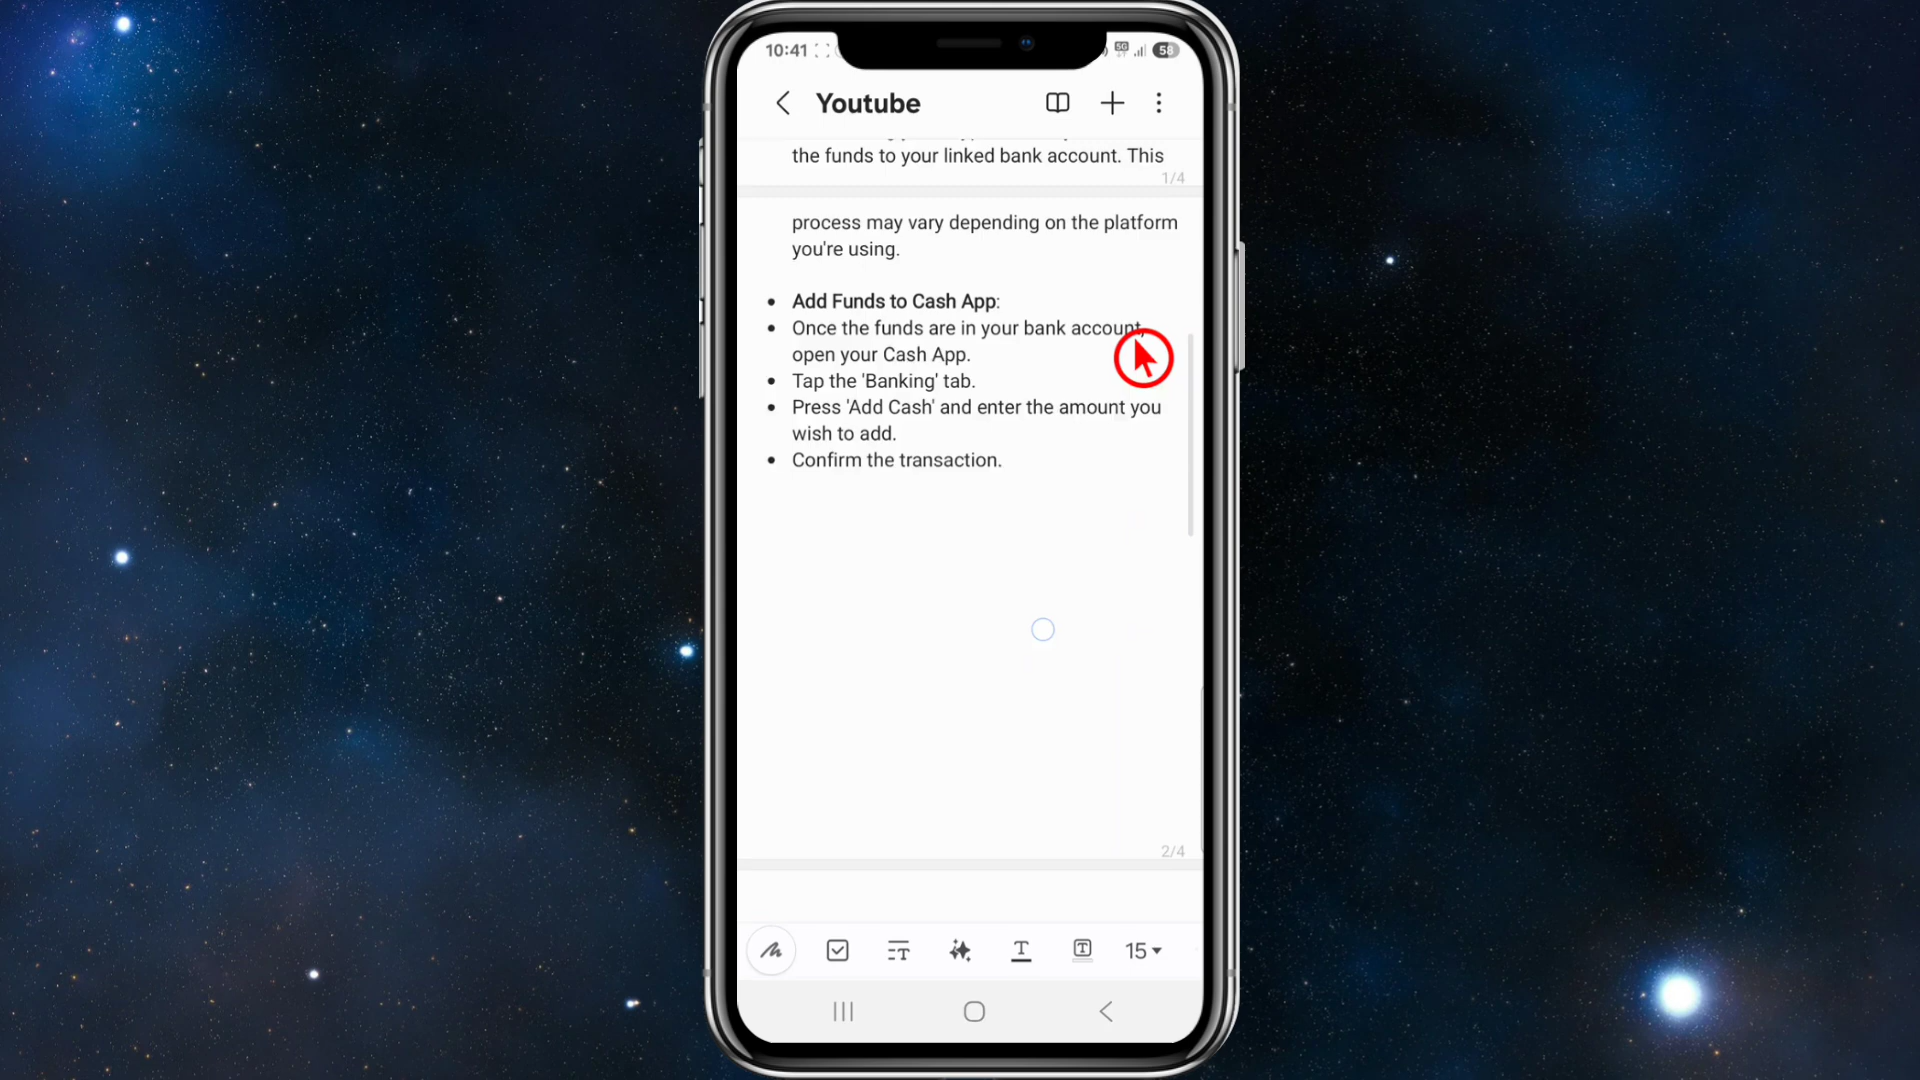 10:41
5G
58
Youtube
the funds to your linked bank account. This
1/4
process may vary depending on the platform
you're using.
• Add Funds to Cash App:
• Once the funds are in your bank account,
open your Cash App.
• Tap the 'Banking' tab.
• Press 'Add Cash' and enter the amount you
wish to add.
• Confirm the transaction.
2/4
15